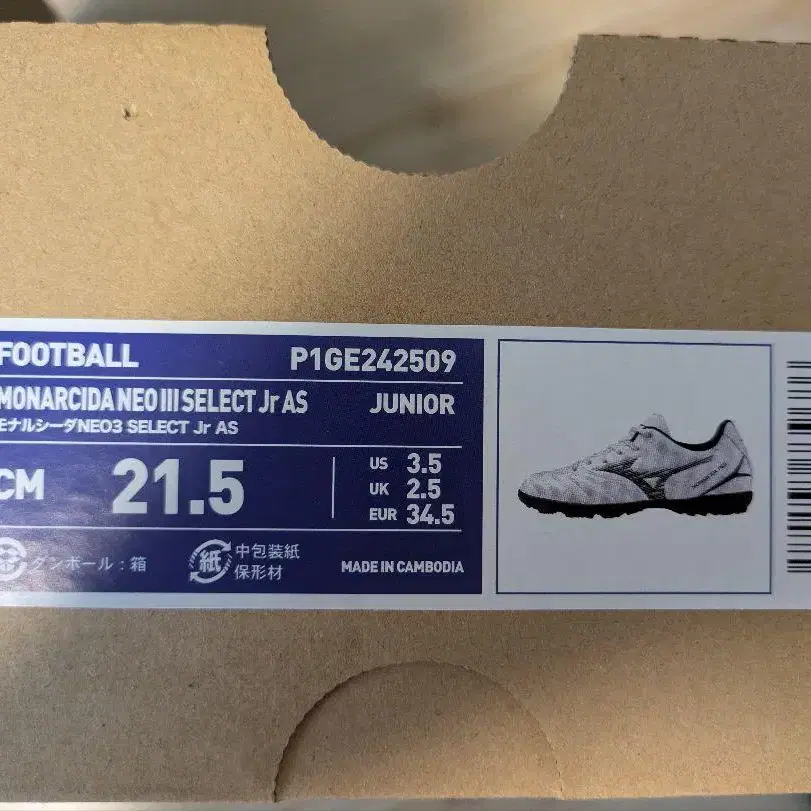 FOOTBALL P1GE242509
MONARCIDA NEO III SELECT Jr AS JUNIOR
モナルシーダNEO3 SELECT Jr AS
CM 21.5
US 3.5
UK 2.5
EUR 34.5
ダンボール：箱
紙 中包装紙
保形材
MADE IN CAMBODIA